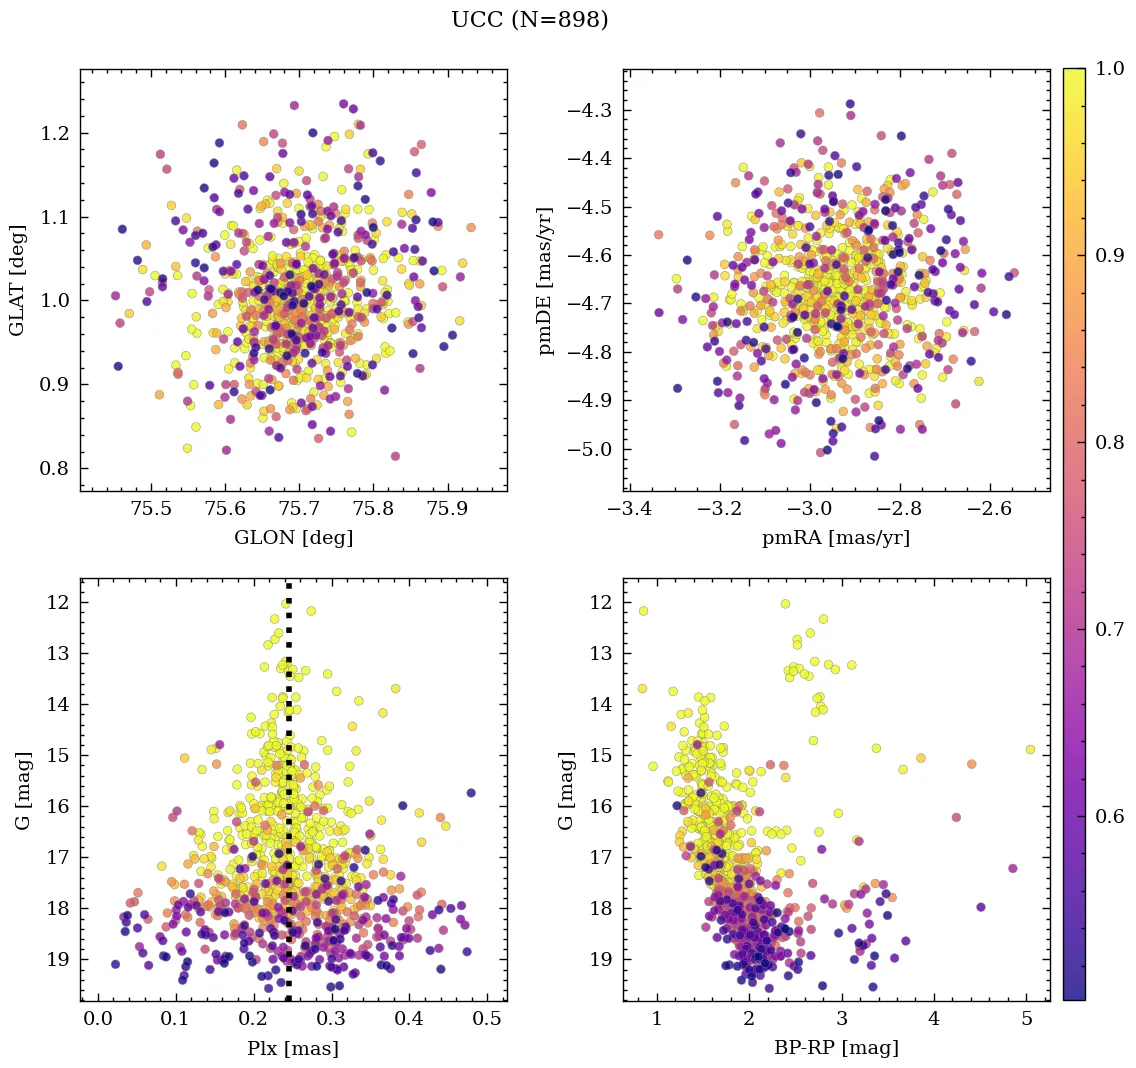 UCC (N=898)
1.2
1.1
1.0
0.9
0.8
GLAT [deg]
75.5 75.6 75.7 75.8 75.9
GLON [deg]
−4.3
−4.4
−4.5
−4.6
−4.7
−4.8
−4.9
−5.0
pmDE [mas/yr]
−3.4 −3.2 −3.0 −2.8 −2.6
pmRA [mas/yr]
1.0
0.9
0.8
0.7
0.6
12
13
14
15
16
17
18
19
G [mag]
0.0 0.1 0.2 0.3 0.4 0.5
Plx [mas]
12
13
14
15
16
17
18
19
G [mag]
1 2 3 4 5
BP-RP [mag]